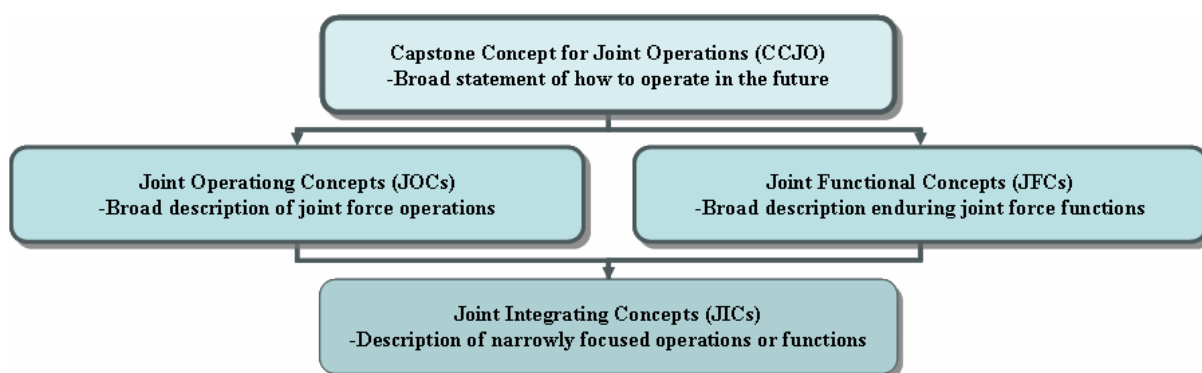 Capstone Concept for Joint Operations (CCJO)
-Broad statement of how to operate in the future
Joint Operationg Concepts (JOCs)
-Broad description of joint force operations
Joint Functional Concepts (JFCs)
-Broad description enduring joint force functions
Joint Integrating Concepts (JICs)
-Description of narrowly focused operations or functions